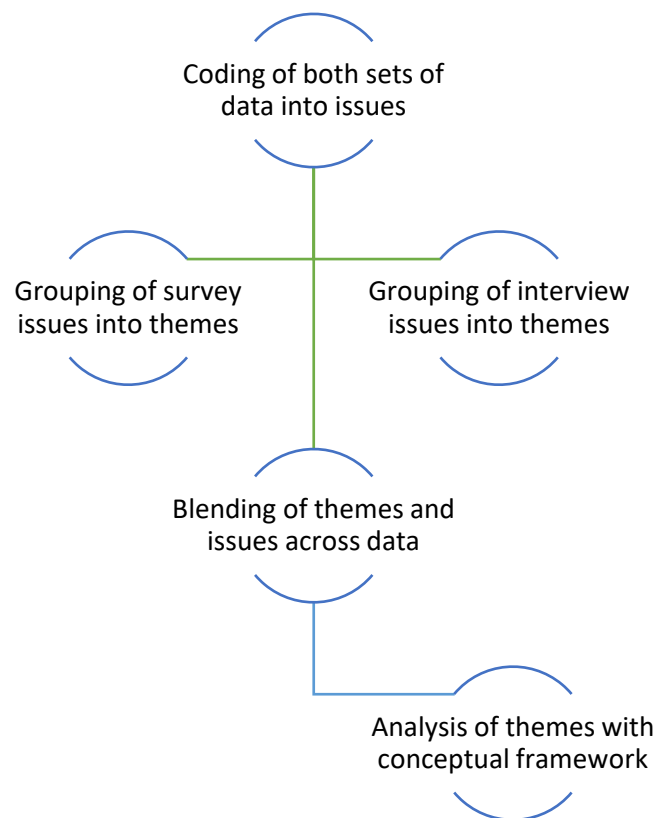 Coding of both sets of
data into issues
Grouping of survey
issues into themes
Grouping of interview
issues into themes
Blending of themes and
issues across data
Analysis of themes with
conceptual framework